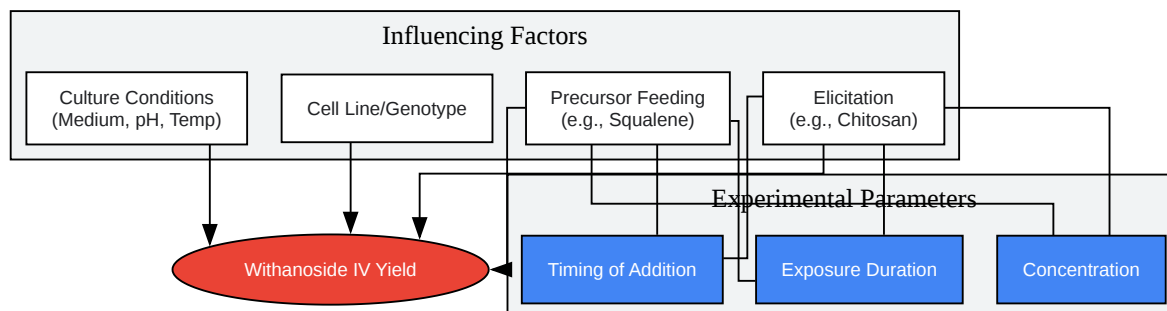 Influencing Factors
Culture Conditions
(Medium, pH, Temp)
Cell Line/Genotype
Precursor Feeding
(e.g., Squalene)
Elicitation
(e.g., Chitosan)
Experimental Parameters
Withanoside IV Yield
Timing of Addition
Exposure Duration
Concentration